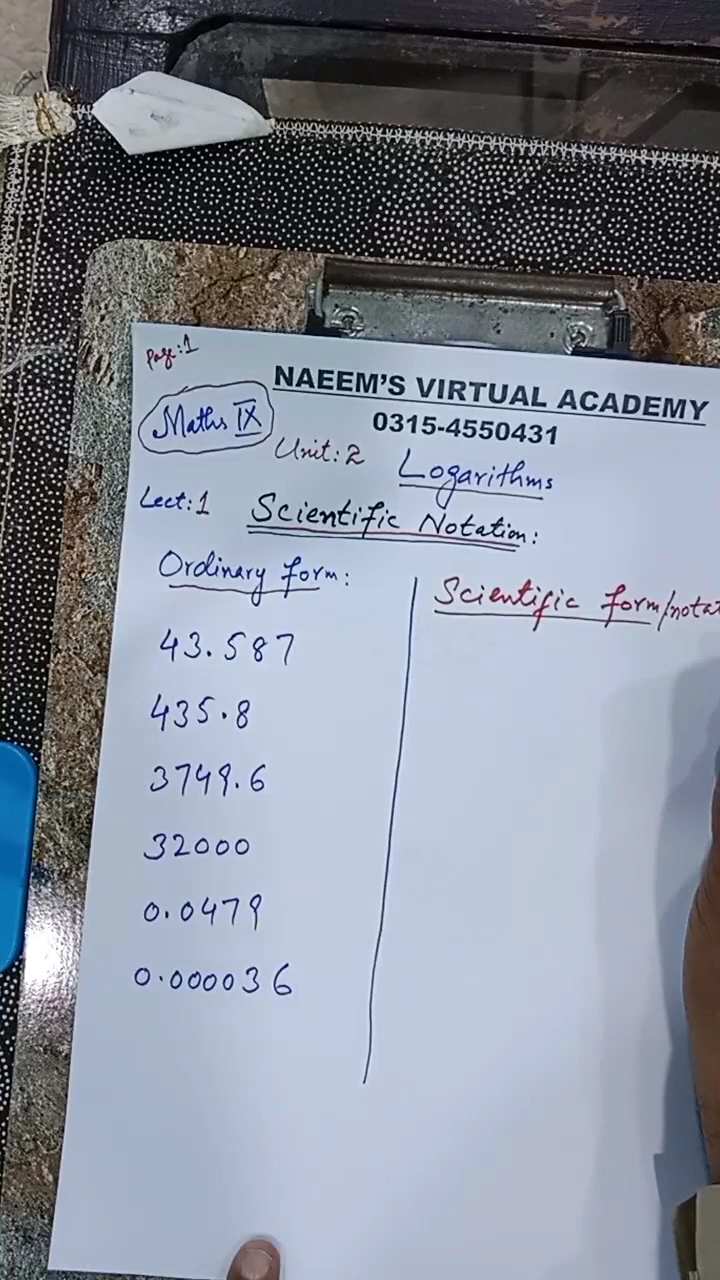 Page:1
NAEEM'S VIRTUAL ACADEMY
0315-4550431
Maths IX
Unit:2 Logarithms
Lect:1 Scientific Notation:
Ordinary form:
Scientific form/nota
43.587
435.8
3749.6
32000
0.0479
0.000036